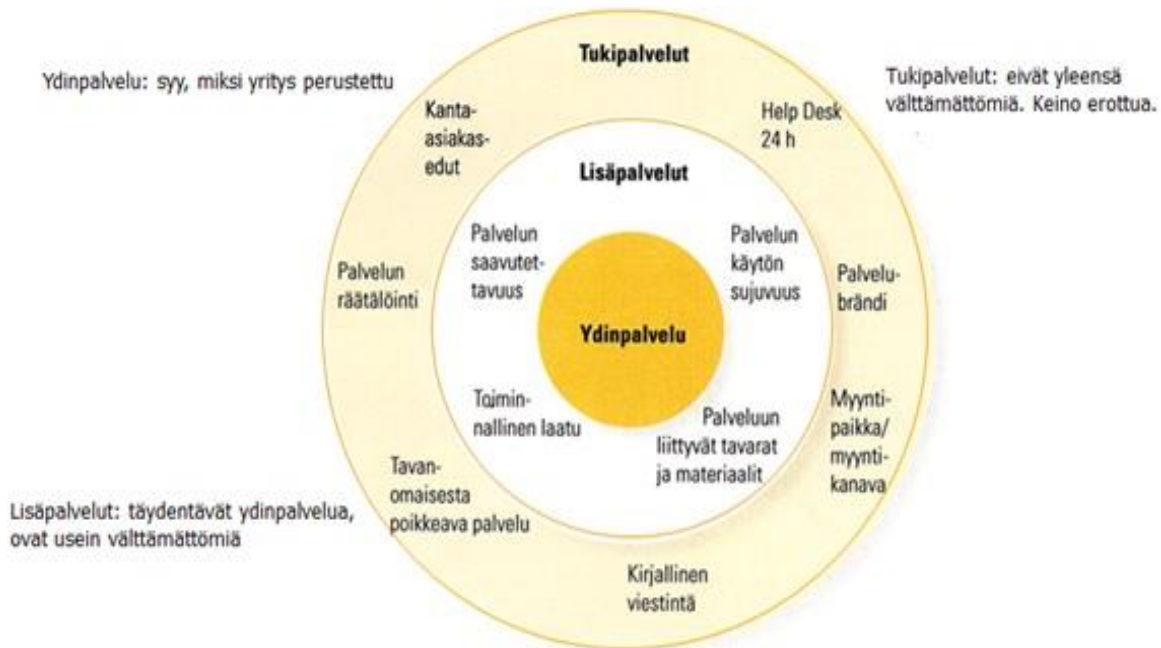 Tukipalvelut
Ydinpalvelu: syy, miksi yritys perustettu
Tukipalvelut: eivät yleensä
välttämättömiä. Keino erottua.
Kanta-
asiakas-
edut
Help Desk
24 h
Lisäpalvelut
Palvelun
saavutet-
tavuus
Palvelun
käytön
sujuvuus
Palvelun
räätälöinti
Palvelu-
brändi
Ydinpalvelu
Toimin-
nallinen laatu
Palveluun
liittyvät tavarat
ja materiaalit
Myynti-
paikka/
myynti-
kanava
Tavan-
omaisesta
poikkeava palvelu
Lisäpalvelut: täydentävät ydinpalvelua,
ovat usein välttämättömiä
Kirjallinen
viestintä